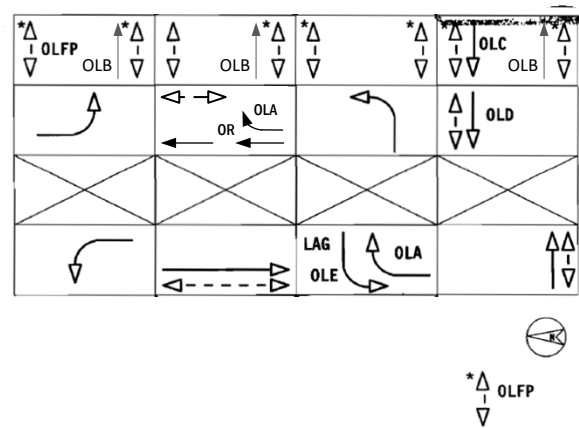 * OLFP OLB *
OLB *
* *
* OLC OLB *
OLA
OR
OLD
LAG OLA
OLE
N
* OLFP